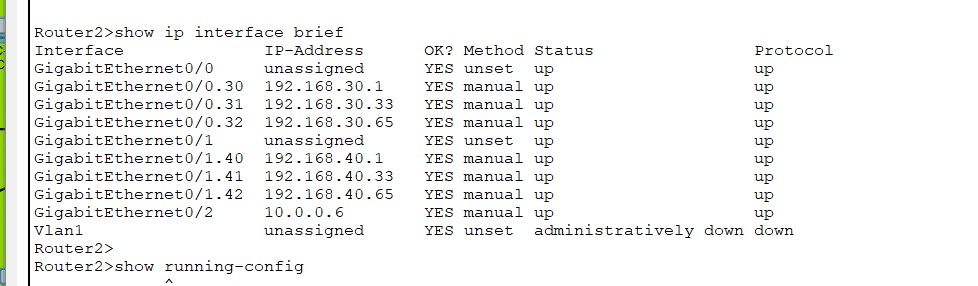 Router2>show ip interface brief
Interface IP-Address OK? Method Status Protocol
GigabitEthernet0/0 unassigned YES unset up up
GigabitEthernet0/0.30 192.168.30.1 YES manual up up
GigabitEthernet0/0.31 192.168.30.33 YES manual up up
GigabitEthernet0/0.32 192.168.30.65 YES manual up up
GigabitEthernet0/1 unassigned YES unset up up
GigabitEthernet0/1.40 192.168.40.1 YES manual up up
GigabitEthernet0/1.41 192.168.40.33 YES manual up up
GigabitEthernet0/1.42 192.168.40.65 YES manual up up
GigabitEthernet0/2 10.0.0.6 YES manual up up
Vlan1 unassigned YES unset administratively down down
Router2>
Router2>show running-config
^